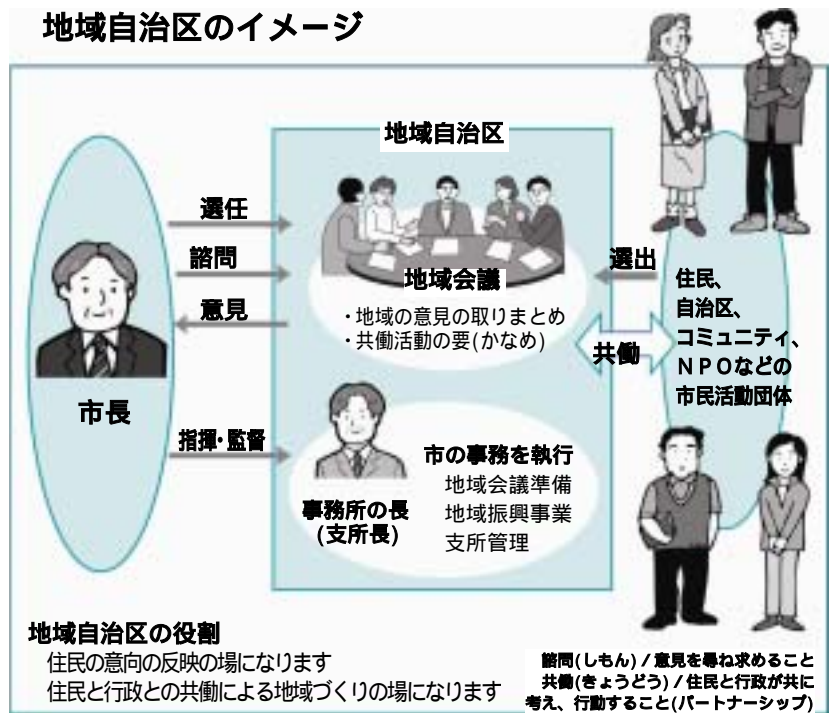 地域自治区のイメージ
地域自治区
選任
諮問
意見
指揮・監督
市長
地域会議
・地域の意見の取りまとめ
・共働活動の要(かなめ)
事務所の長
(支所長)
市の事務を執行
地域会議準備
地域振興事業
支所管理
選出
共働
住民、
自治区、
コミュニティ、
ＮＰＯなどの
市民活動団体
地域自治区の役割
住民の意向の反映の場になります
住民と行政との共働による地域づくりの場になります
諮問(しもん) / 意見を尋ね求めること
共働(きょうどう) / 住民と行政が共に
考え、行動すること(パートナーシップ)